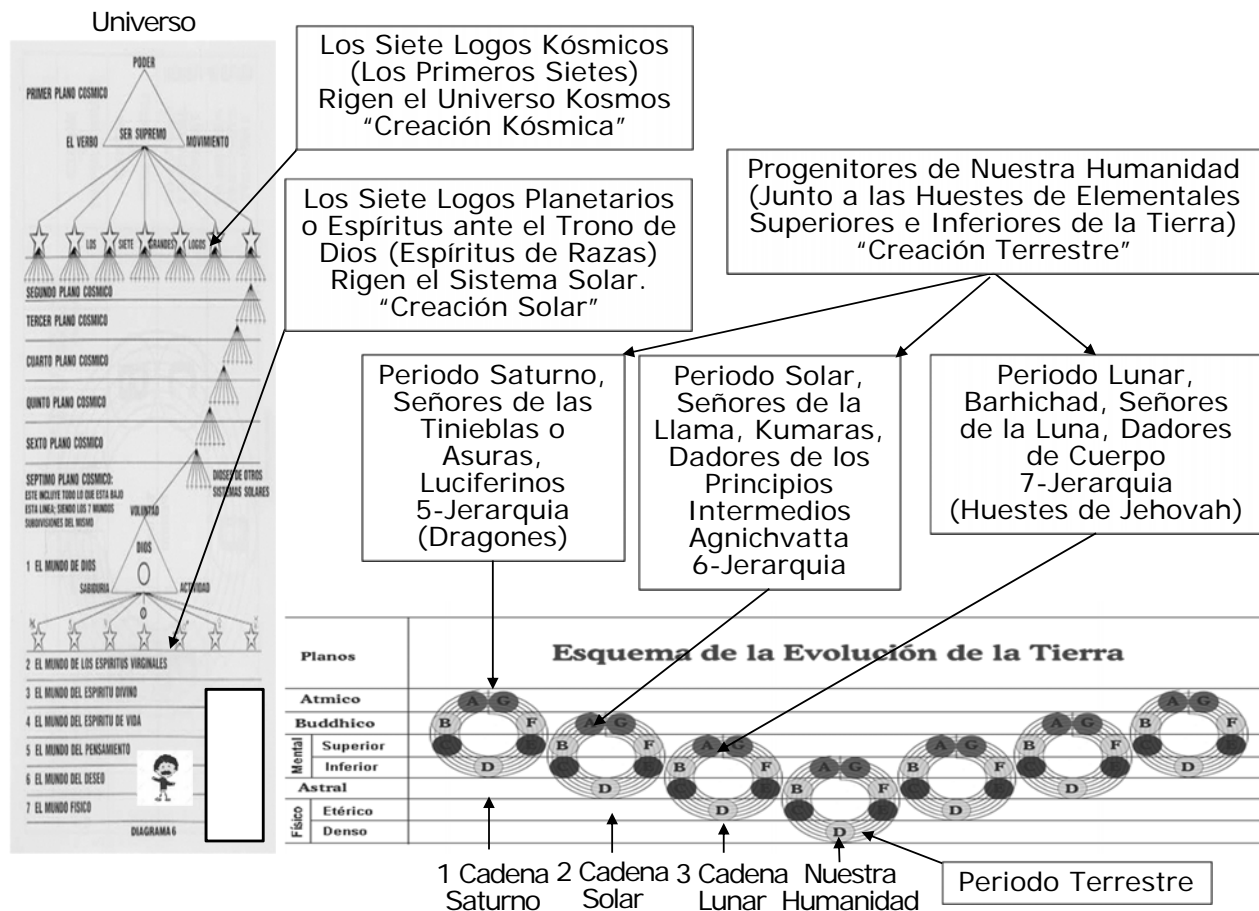 Universo
PODER
PRIMER PLANO COSMICO
EL VERBO
SER SUPREMO
MOVIMIENTO
LOS SIETE GRANDES LOGOS
SEGUNDO PLANO COSMICO
TERCER PLANO COSMICO
CUARTO PLANO COSMICO
QUINTO PLANO COSMICO
SEXTO PLANO COSMICO
SEPTIMO PLANO COSMICO:
ESTE INCLUYE TODO LO QUE ESTA BAJO
ESTA LINEA; SIENDO LOS 7 MUNDOS
SUBDIVISIONES DEL MISMO
DIOSES DE OTROS
SISTEMAS SOLARES
VOLUNTAD
DIOS
1 EL MUNDO DE DIOS
SABIDURIA
ACTIVIDAD
2 EL MUNDO DE LOS ESPIRITUS VIRGINALES
3 EL MUNDO DEL ESPIRITU DIVINO
4 EL MUNDO DEL ESPIRITU DE VIDA
5 EL MUNDO DEL PENSAMIENTO
6 EL MUNDO DEL DESEO
7 EL MUNDO FISICO
DIAGRAMA 6
Los Siete Logos Kósmicos
(Los Primeros Sietes)
Rigen el Universo Kosmos
“Creación Kósmica”
Los Siete Logos Planetarios
o Espíritus ante el Trono de
Dios (Espíritus de Razas)
Rigen el Sistema Solar.
“Creación Solar”
Progenitores de Nuestra Humanidad
(Junto a las Huestes de Elementales
Superiores e Inferiores de la Tierra)
“Creación Terrestre”
Periodo Saturno,
Señores de las
Tinieblas o
Asuras,
Luciferinos
5-Jerarquia
(Dragones)
Periodo Solar,
Señores de la
Llama, Kumaras,
Dadores de los
Principios
Intermedios
Agnichvatta
6-Jerarquia
Periodo Lunar,
Barhichad, Señores
de la Luna, Dadores
de Cuerpo
7-Jerarquia
(Huestes de Jehovah)
Planos
Esquema de la Evolución de la Tierra
Atmico
Buddhico
Mental
Superior
Inferior
Astral
Físico
Etérico
Denso
A G
B F
C E
D
A G
B F
C E
D
A G
B F
C E
D
A G
B F
C E
D
A G
B F
C E
D
A G
B F
C E
D
A G
B F
C E
D
1 Cadena
Saturno
2 Cadena
Solar
3 Cadena
Lunar
Nuestra
Humanidad
Periodo Terrestre